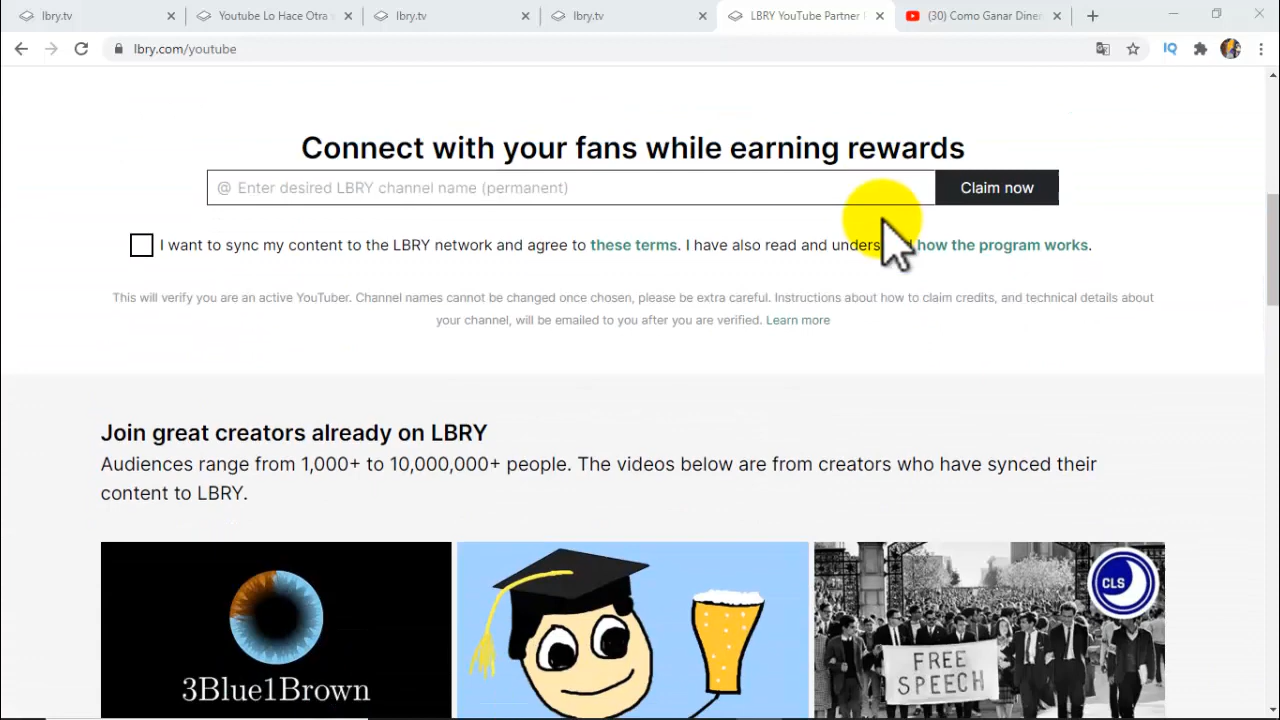 lbry.tv
Youtube Lo Hace Otra
lbry.tv
lbry.tv
LBRY YouTube Partner
(30) Como Ganar Diner
lbry.com/youtube
IQ
Connect with your fans while earning rewards
@ Enter desired LBRY channel name (permanent)
Claim now
I want to sync my content to the LBRY network and agree to these terms. I have also read and unders how the program works.
This will verify you are an active YouTuber. Channel names cannot be changed once chosen, please be extra careful. Instructions about how to claim credits, and technical details about
your channel, will be emailed to you after you are verified. Learn more
Join great creators already on LBRY
Audiences range from 1,000+ to 10,000,000+ people. The videos below are from creators who have synced their
content to LBRY.
3Blue1Brown
CLS
FREE
SPEECH